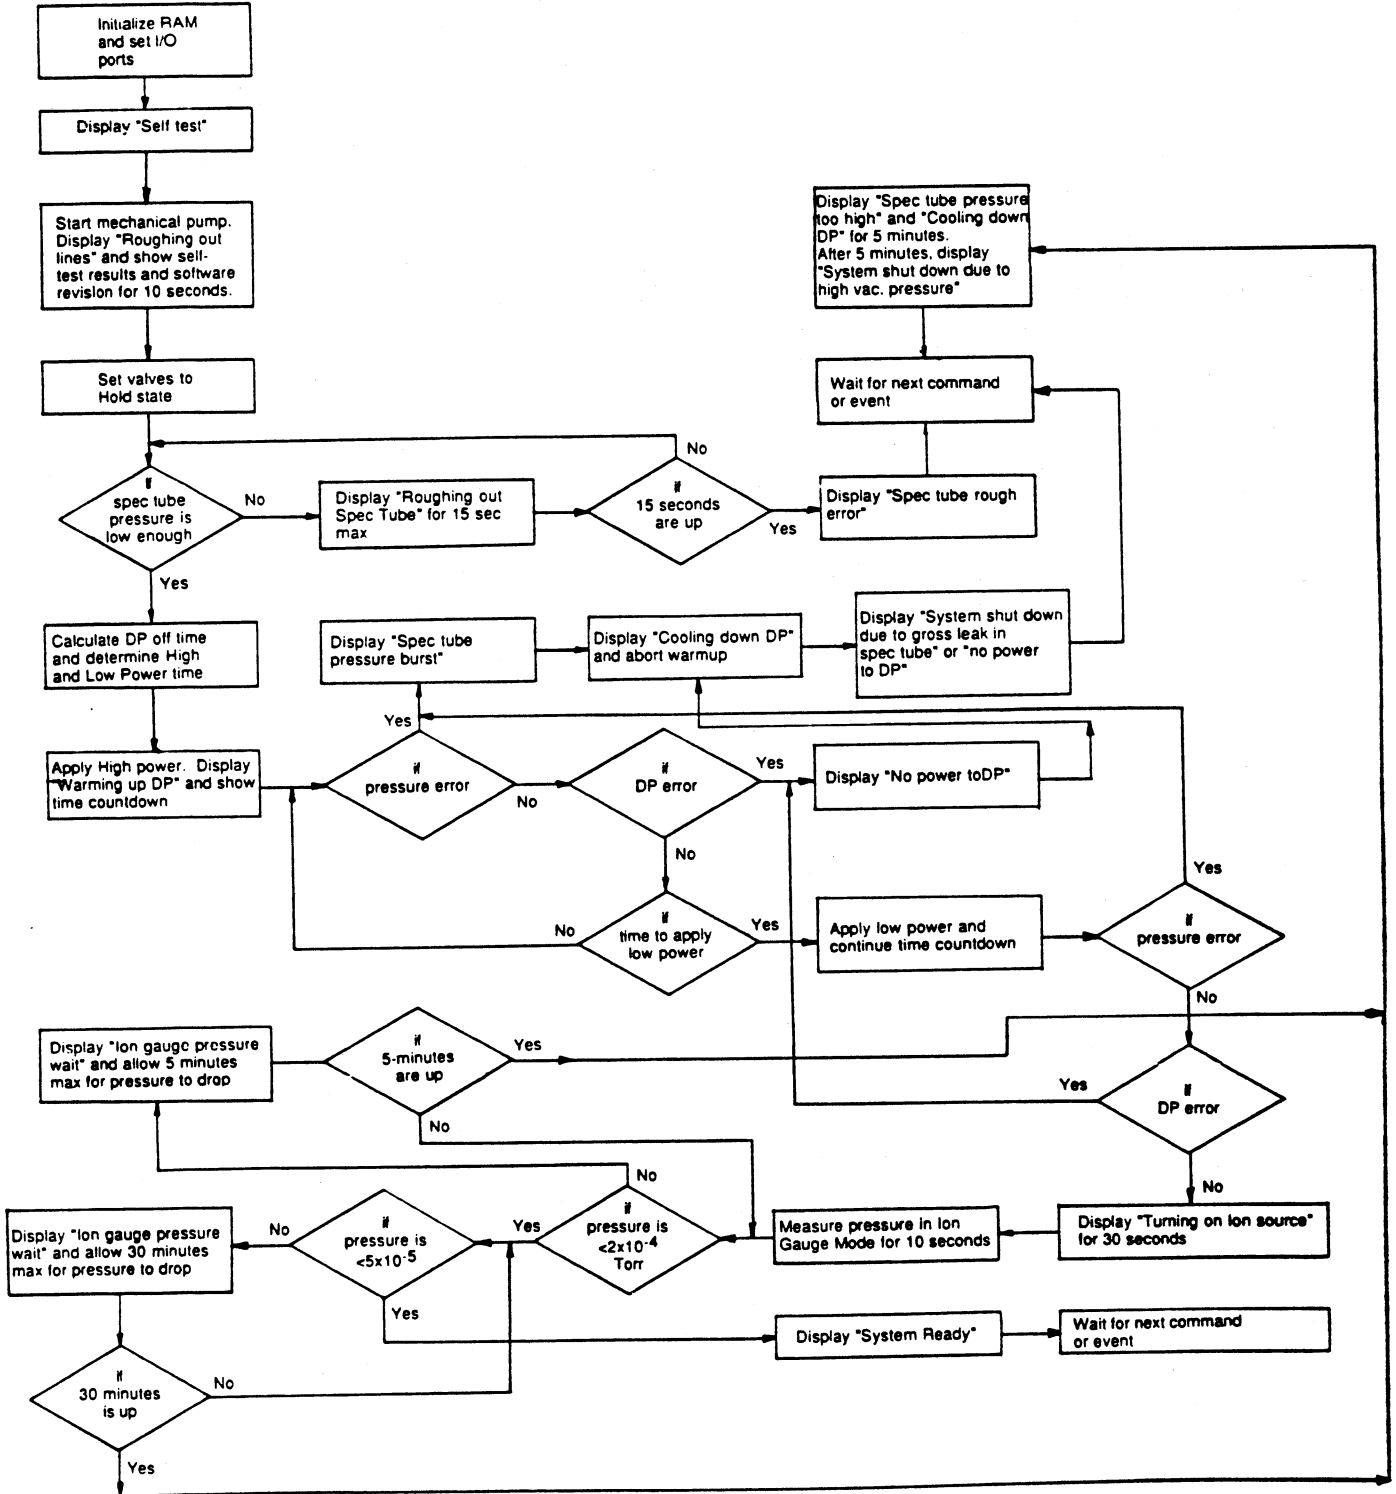 Initialize RAM
and set I/O
ports
Display "Self test"
Start mechanical pump.
Display "Roughing out
lines" and show self-
test results and software
revision for 10 seconds.
Set valves to
Hold state
Display "Spec tube pressure
too high" and "Cooling down
DP" for 5 minutes.
After 5 minutes, display
"System shut down due to
high vac. pressure"
Wait for next command
or event
If
spec tube
pressure is
low enough
No
Display "Roughing out
Spec Tube" for 15 sec
max
If
15 seconds
are up
No
Yes
Display "Spec tube rough
error"
Yes
Calculate DP off time
and determine High
and Low Power time
Display "Spec tube
pressure burst"
Display "Cooling down DP"
and abort warmup
Display "System shut down
due to gross leak in
spec tube" or "no power
to DP"
Apply High power. Display
"Warming up DP" and show
time countdown
Yes
If
pressure error
No
If
DP error
Yes
Display "No power toDP"
No
If
time to apply
low power
No
Yes
Apply low power and
continue time countdown
Yes
If
pressure error
No
Display "Ion gauge pressure
wait" and allow 5 minutes
max for pressure to drop
If
5-minutes
are up
Yes
No
Yes
If
DP error
No
Display "Turning on Ion source"
for 30 seconds
Measure pressure in Ion
Gauge Mode for 10 seconds
No
If
pressure is
<2x10-4
Torr
Yes
If
pressure is
<5x10-5
No
Yes
Display "Ion gauge pressure
wait" and allow 30 minutes
max for pressure to drop
Display "System Ready"
Wait for next command
or event
If
30 minutes
is up
No
Yes